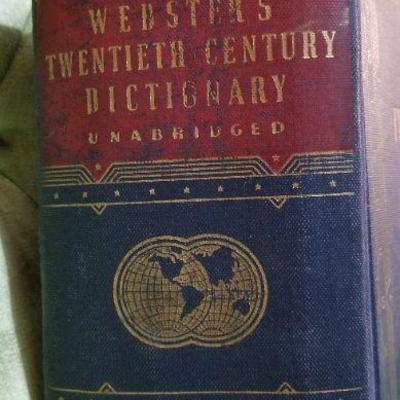 WEBSTER'S
TWENTIETH CENTURY
DICTIONARY
UNABRIDGED